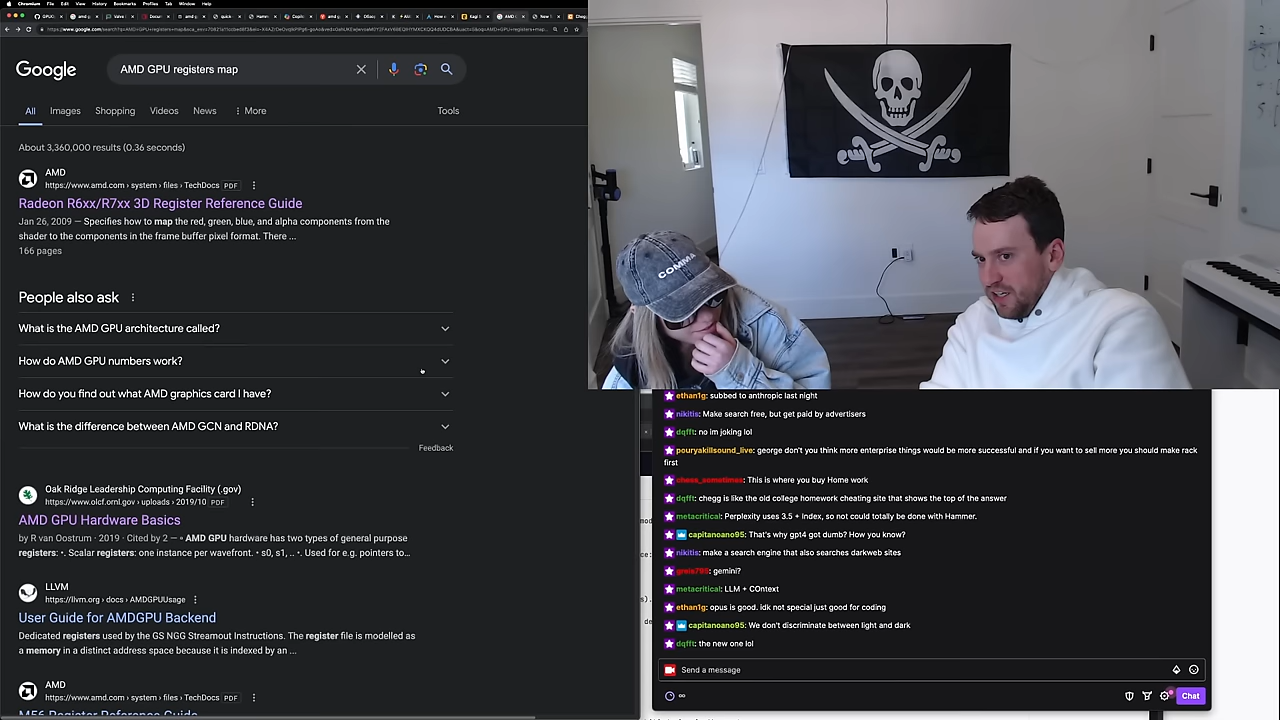 Chromium File Edit View History Bookmarks Profiles Tab Window Help
Google
AMD GPU registers map
All Images Shopping Videos News More Tools
About 3,360,000 results (0.36 seconds)
AMD
https://www.amd.com › system › files › TechDocs PDF
Radeon R6xx/R7xx 3D Register Reference Guide
Jan 26, 2009 — Specifies how to map the red, green, blue, and alpha components from the
shader to the components in the frame buffer pixel format. There ...
166 pages
People also ask
What is the AMD GPU architecture called?
How do AMD GPU numbers work?
How do you find out what AMD graphics card I have?
What is the difference between AMD GCN and RDNA?
Feedback
Oak Ridge Leadership Computing Facility (.gov)
https://www.olcf.ornl.gov › uploads › 2019/10 PDF
AMD GPU Hardware Basics
by R van Oostrum · 2019 · Cited by 2 — ▪ AMD GPU hardware has two types of general purpose
registers: •. Scalar registers: one instance per wavefront. • s0, s1, .. •. Used for e.g. pointers to...
LLVM
https://llvm.org › docs › AMDGPUUsage
User Guide for AMDGPU Backend
Dedicated registers used by the GS NGG Streamout Instructions. The register file is modelled as
a memory in a distinct address space because it is indexed by an ...
AMD
https://www.amd.com › system › files › TechDocs PDF
M56 Register Reference Guide
COMMA
ethan1g: subbed to anthropic last night
nikitis: Make search free, but get paid by advertisers
dqfft: no im joking lol
pouryakillsound_live: george don't you think more enterprise things would be more successful and if you want to sell more you should make rack
first
chess_sometimes: This is where you buy Home work
dqfft: chegg is like the old college homework cheating site that shows the top of the answer
metacritical: Perplexity uses 3.5 + Index, so not could totally be done with Hammer.
capitanoano95: That's why gpt4 got dumb? How you know?
nikitis: make a search engine that also searches darkweb sites
greis795: gemini?
metacritical: LLM + COntext
ethan1g: opus is good. idk not special just good for coding
capitanoano95: We don't discriminate between light and dark
dqfft: the new one lol
Send a message
Chat